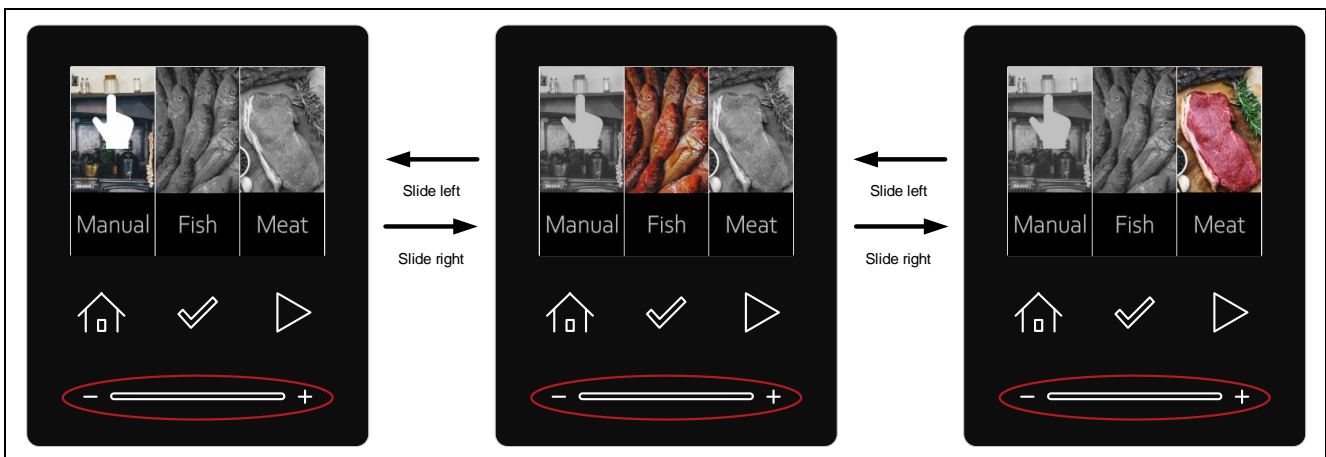 Manual Fish Meat
Slide left
Slide right
- +
Manual Fish Meat
Slide left
Slide right
- +
Manual Fish Meat
- +